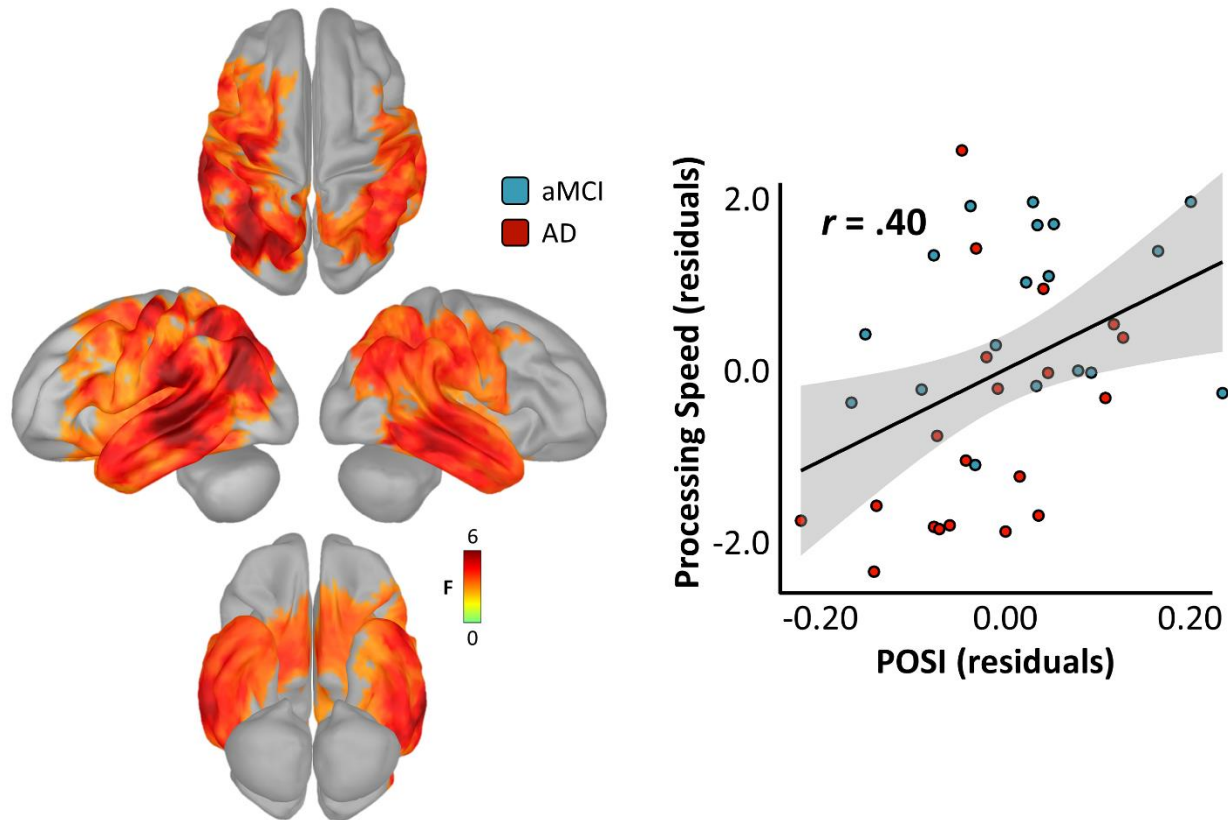 aMCI
AD
6
F
0
r = .40
Processing Speed (residuals)
2.0
0.0
-2.0
-0.20
0.00
0.20
POSI (residuals)